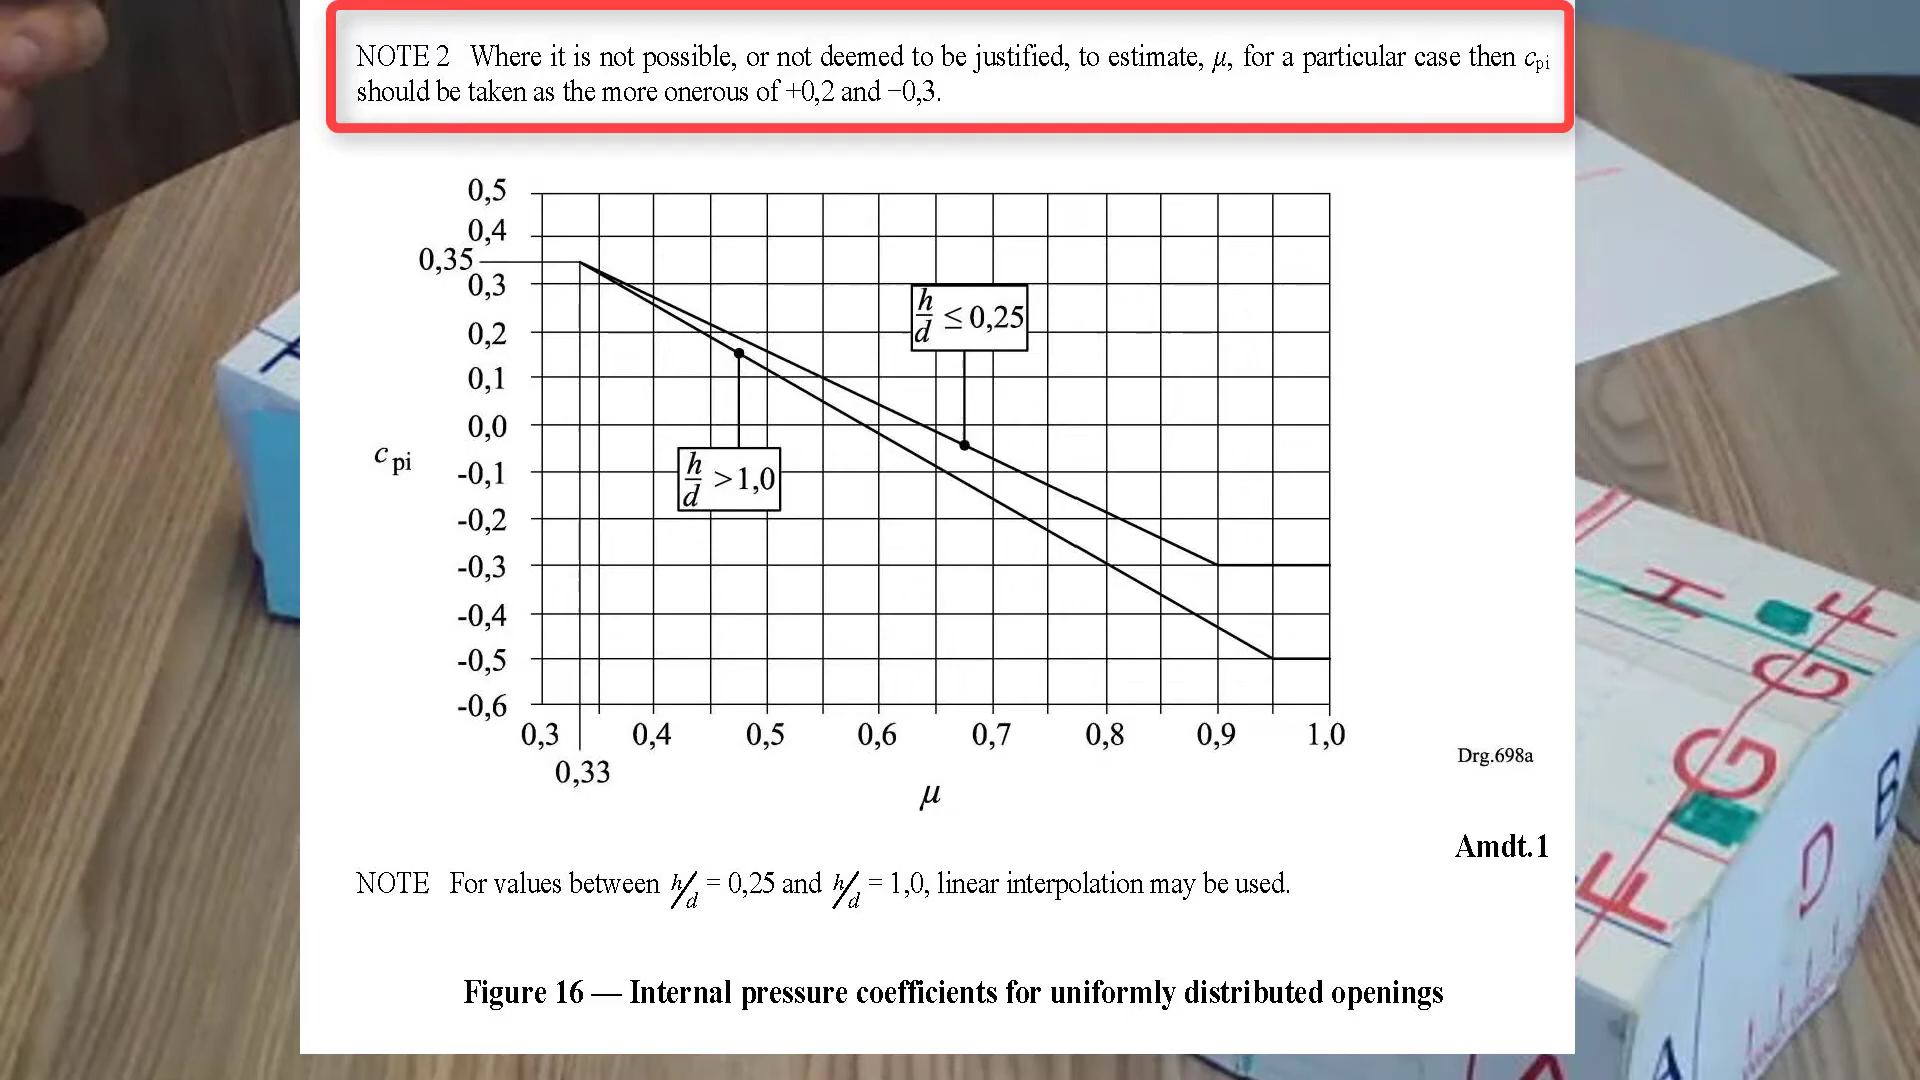 NOTE 2 Where it is not possible, or not deemed to be justified, to estimate, μ, for a particular case then cpi
should be taken as the more onerous of +0,2 and −0,3.
0,5
0,4
0,35
0,3
0,2
0,1
0,0
-0,1
-0,2
-0,3
-0,4
-0,5
-0,6
c pi
h/d ≤ 0,25
h/d > 1,0
0,3 0,4 0,5 0,6 0,7 0,8 0,9 1,0
0,33
μ
Drg.698a
Amdt.1
NOTE For values between h/d = 0,25 and h/d = 1,0, linear interpolation may be used.
Figure 16 — Internal pressure coefficients for uniformly distributed openings
H
F
G
G
F
B
D
A